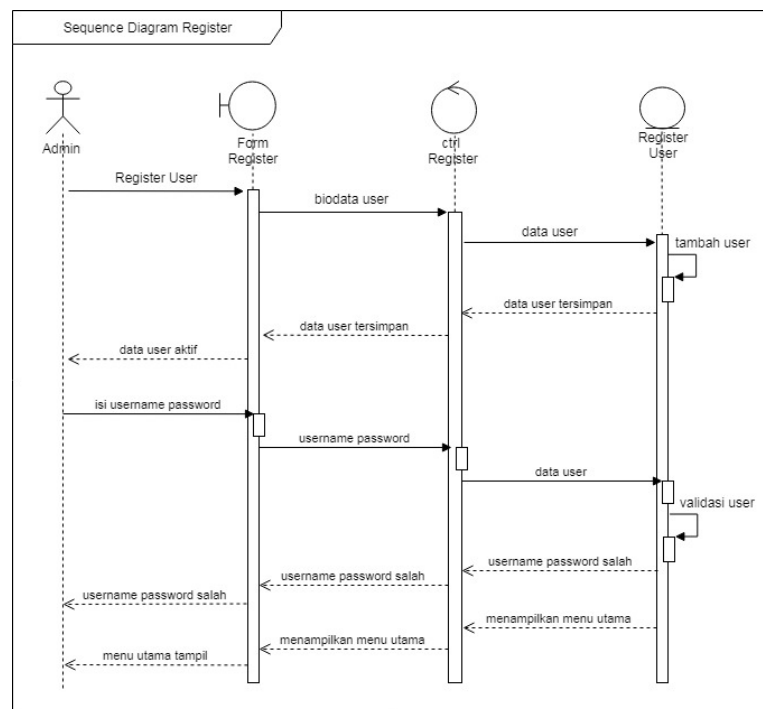 Sequence Diagram Register
Admin
Form
Register
ctrl
Register
Register
User
Register User
biodata user
data user
tambah user
data user tersimpan
data user tersimpan
data user aktif
isi username password
username password
data user
validasi user
username password salah
username password salah
username password salah
menampilkan menu utama
menampilkan menu utama
menu utama tampil